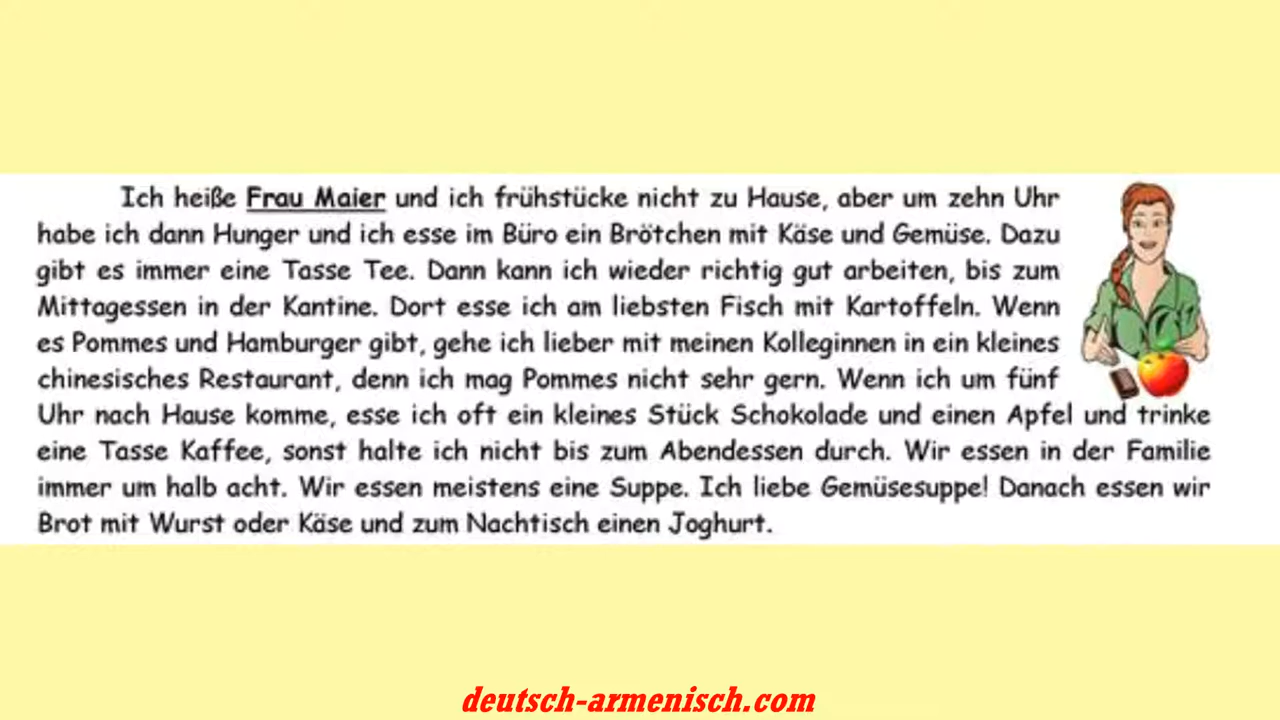 Ich heiße Frau Maier und ich frühstücke nicht zu Hause, aber um zehn Uhr
habe ich dann Hunger und ich esse im Büro ein Brötchen mit Käse und Gemüse. Dazu
gibt es immer eine Tasse Tee. Dann kann ich wieder richtig gut arbeiten, bis zum
Mittagessen in der Kantine. Dort esse ich am liebsten Fisch mit Kartoffeln. Wenn
es Pommes und Hamburger gibt, gehe ich lieber mit meinen Kolleginnen in ein kleines
chinesisches Restaurant, denn ich mag Pommes nicht sehr gern. Wenn ich um fünf
Uhr nach Hause komme, esse ich oft ein kleines Stück Schokolade und einen Apfel und trinke
eine Tasse Kaffee, sonst halte ich nicht bis zum Abendessen durch. Wir essen in der Familie
immer um halb acht. Wir essen meistens eine Suppe. Ich liebe Gemüsesuppe! Danach essen wir
Brot mit Wurst oder Käse und zum Nachtisch einen Joghurt.
deutsch-armenisch.com